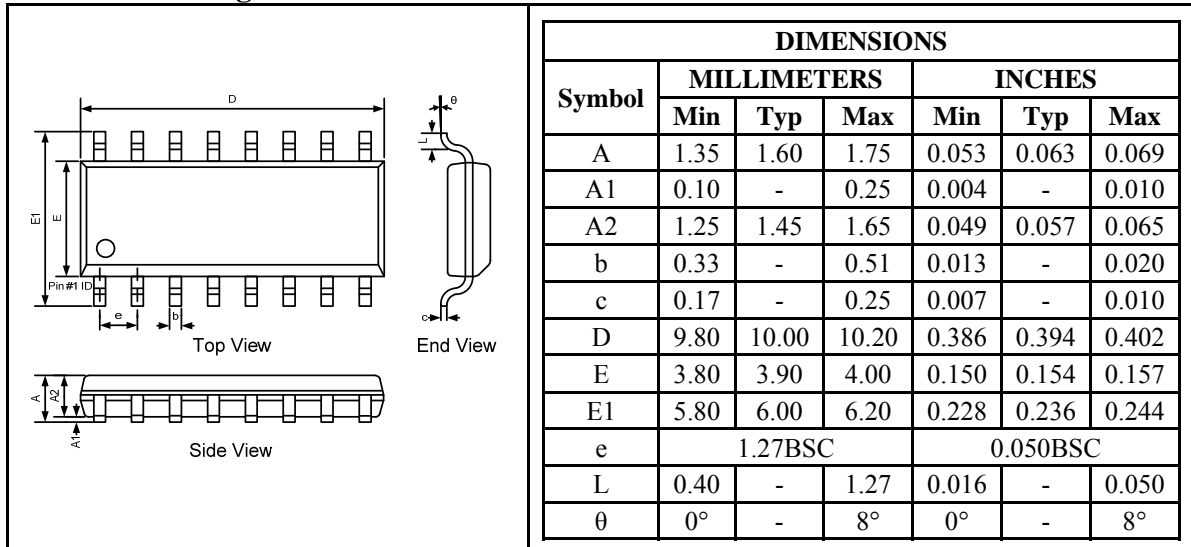 D
θ
L
E1
E
Pin #1 ID
e
b
c
Top View
End View
A
A2
A1
Side View
DIMENSIONS
Symbol MILLIMETERS INCHES
Min Typ Max Min Typ Max
A 1.35 1.60 1.75 0.053 0.063 0.069
A1 0.10 - 0.25 0.004 - 0.010
A2 1.25 1.45 1.65 0.049 0.057 0.065
b 0.33 - 0.51 0.013 - 0.020
c 0.17 - 0.25 0.007 - 0.010
D 9.80 10.00 10.20 0.386 0.394 0.402
E 3.80 3.90 4.00 0.150 0.154 0.157
E1 5.80 6.00 6.20 0.228 0.236 0.244
e 1.27BSC 0.050BSC
L 0.40 - 1.27 0.016 - 0.050
θ 0° - 8° 0° - 8°